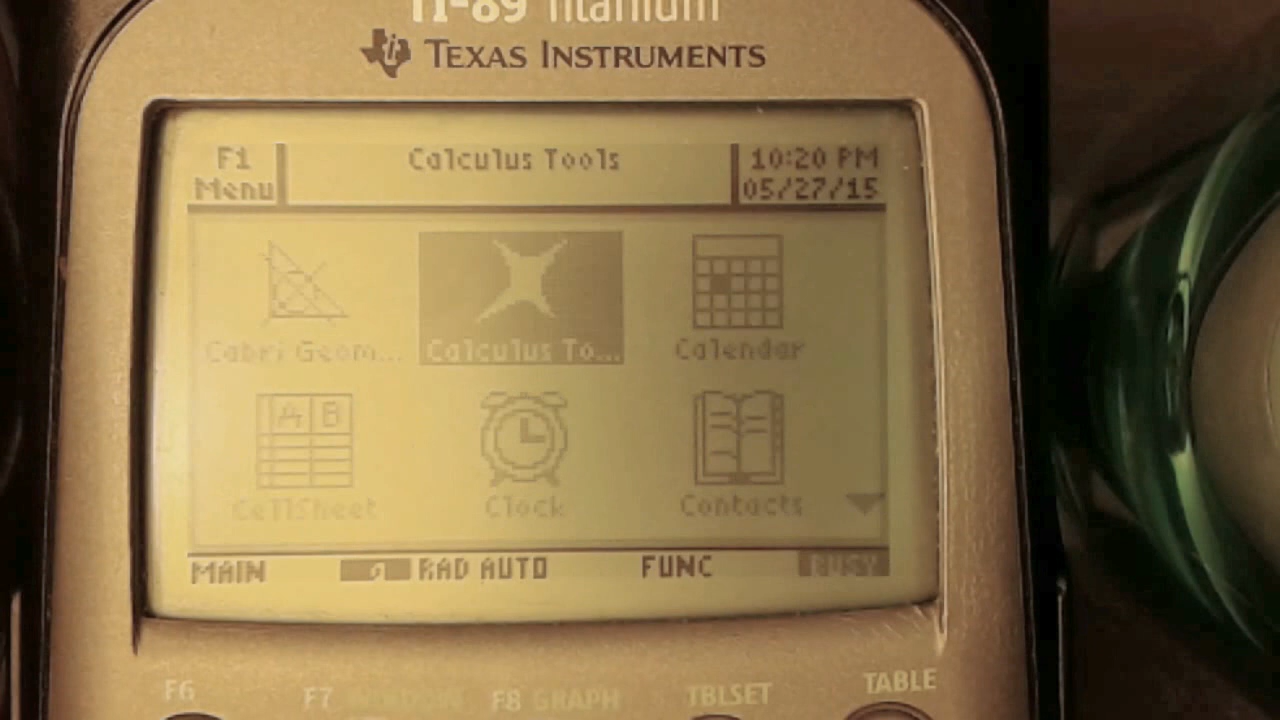 TI-89 Titanium
TEXAS INSTRUMENTS
F1 Calculus Tools 10:20 PM
Menu 05/27/15
Cabri Geom... Calculus To... Calendar
A B
CellSheet Clock Contacts
MAIN RAD AUTO FUNC BUSY
F6 F7 F8 GRAPH TBLSET TABLE